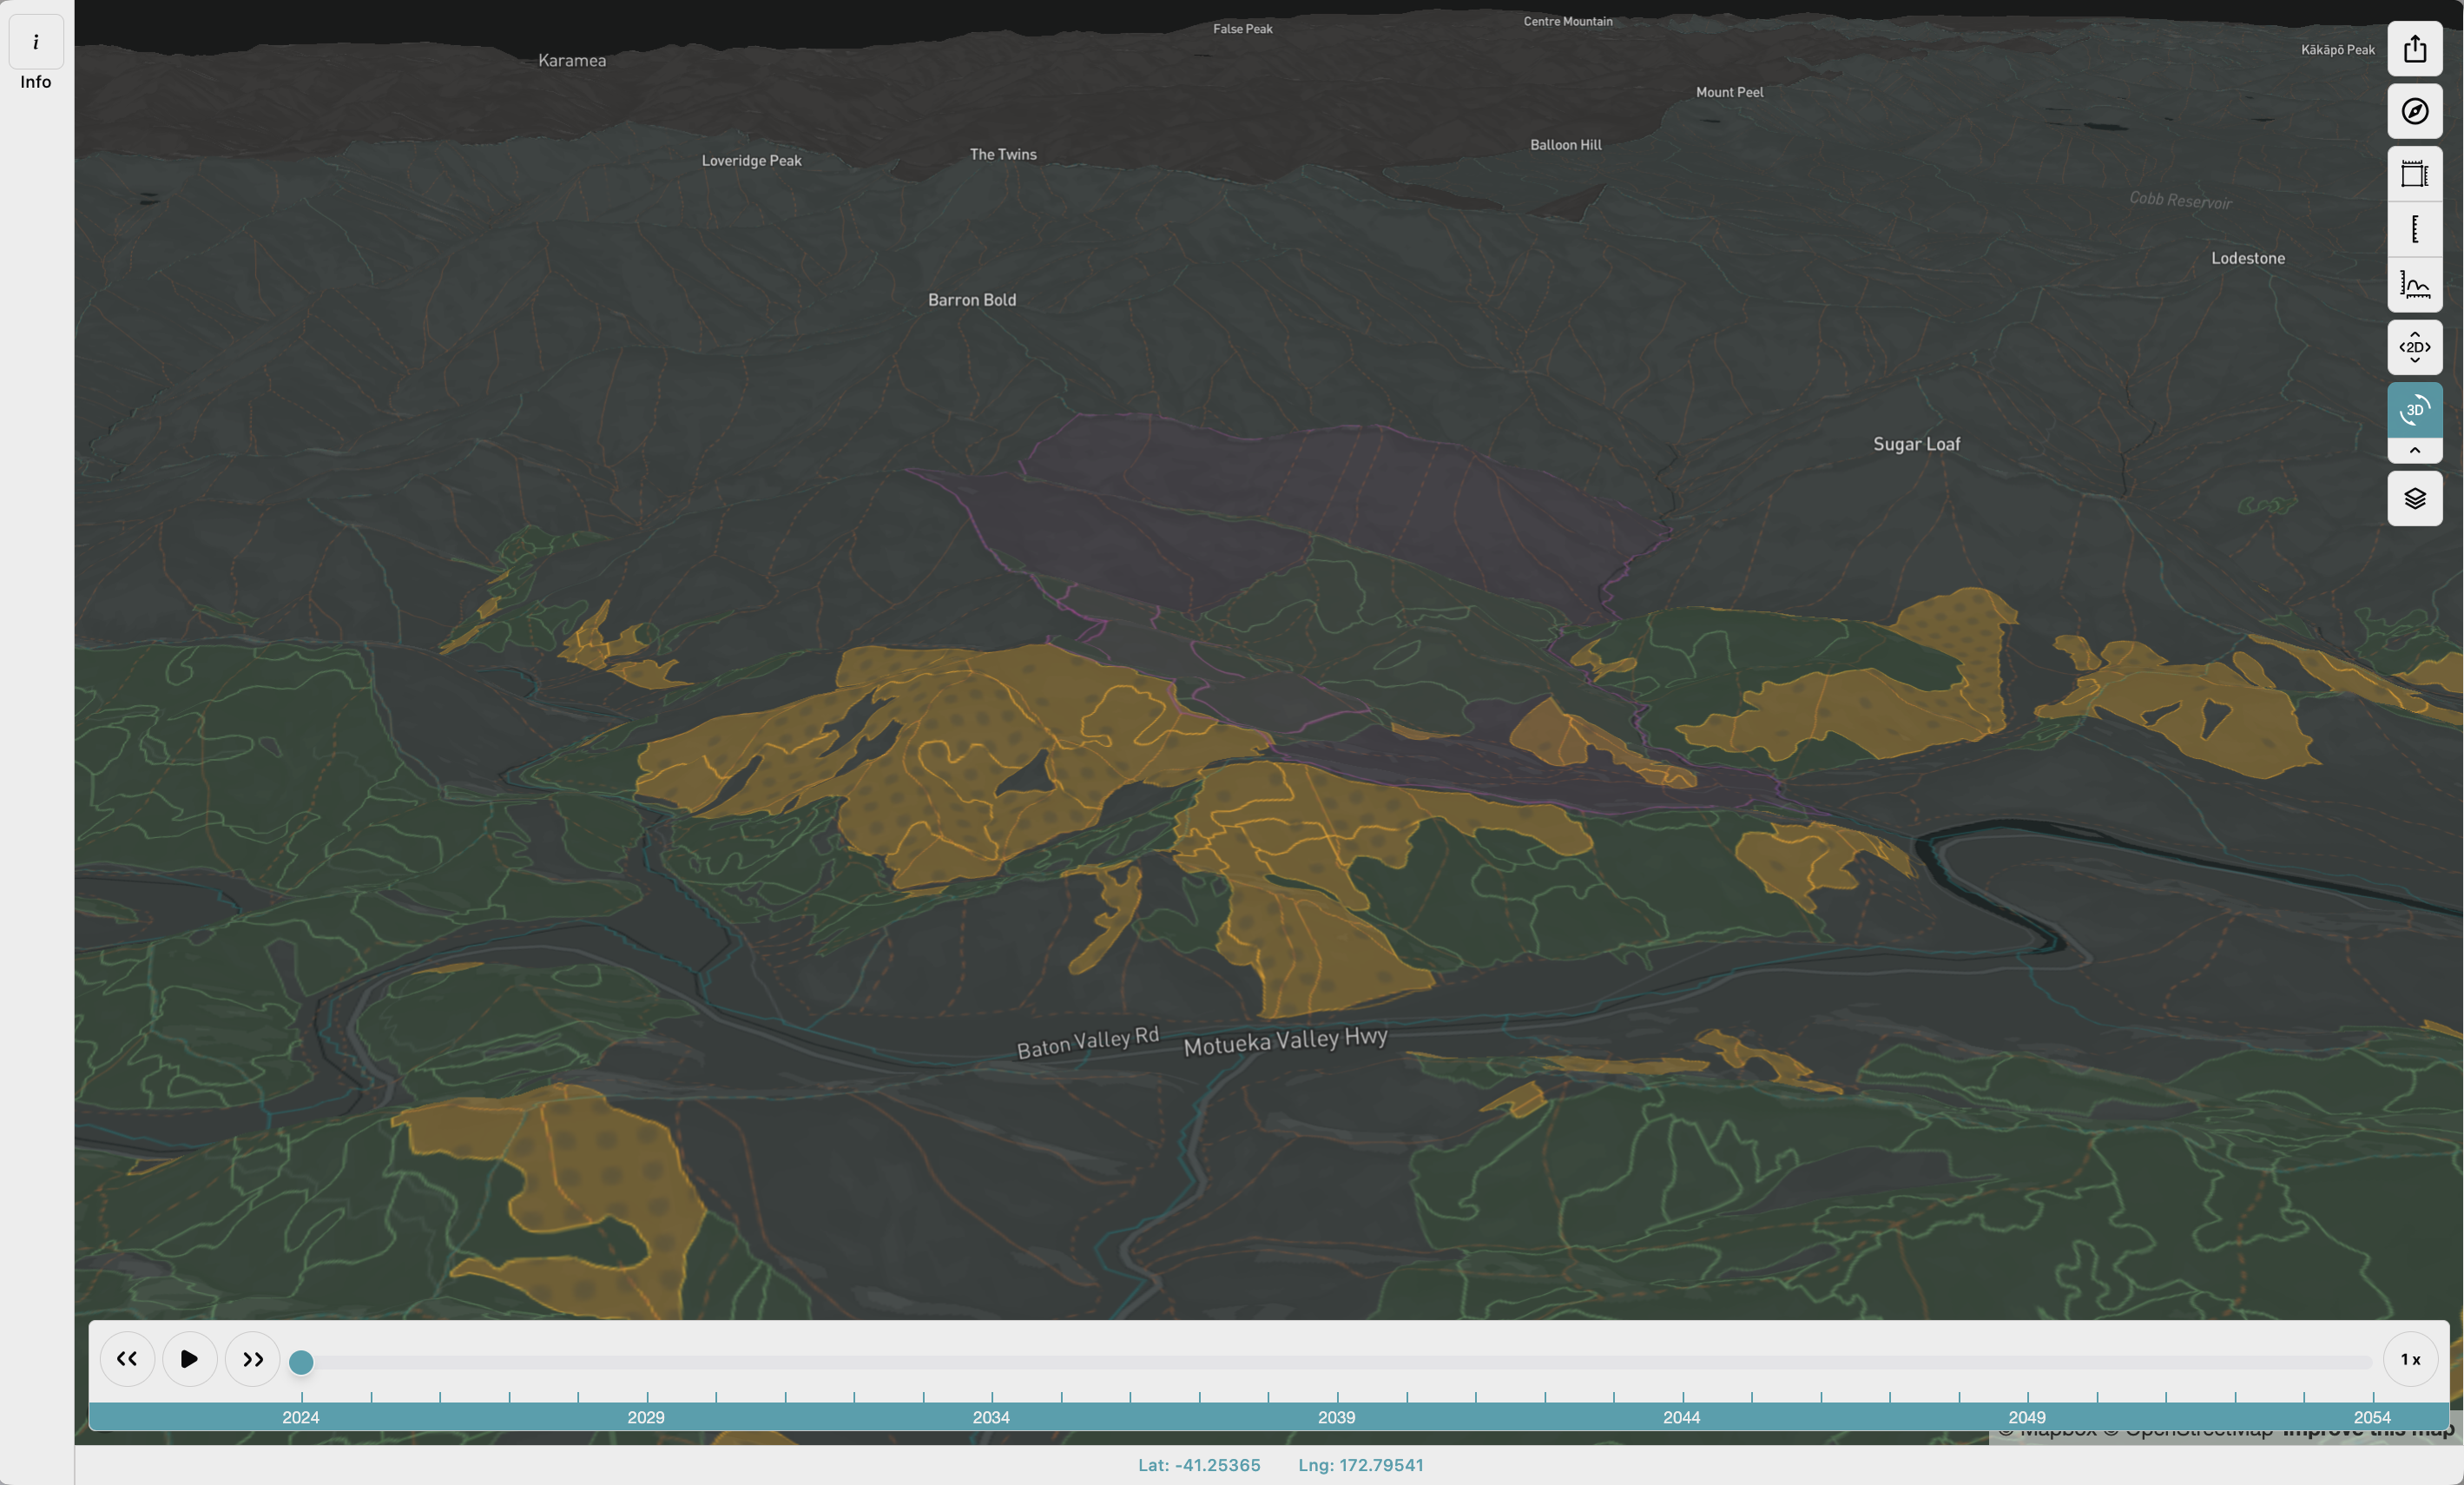 i
Info
Centre Mountain
False Peak
Kākāpō Peak
Karamea
Mount Peel
Balloon Hill
The Twins
Loveridge Peak
Cobb Reservoir
Lodestone
Barron Bold
<2D>
3D
Sugar Loaf
Baton Valley Rd
Motueka Valley Hwy
1 x
2024 2029 2034 2039 2044 2049 2054
© Mapbox © OpenStreetMap Improve this map
Lat: -41.25365 Lng: 172.79541